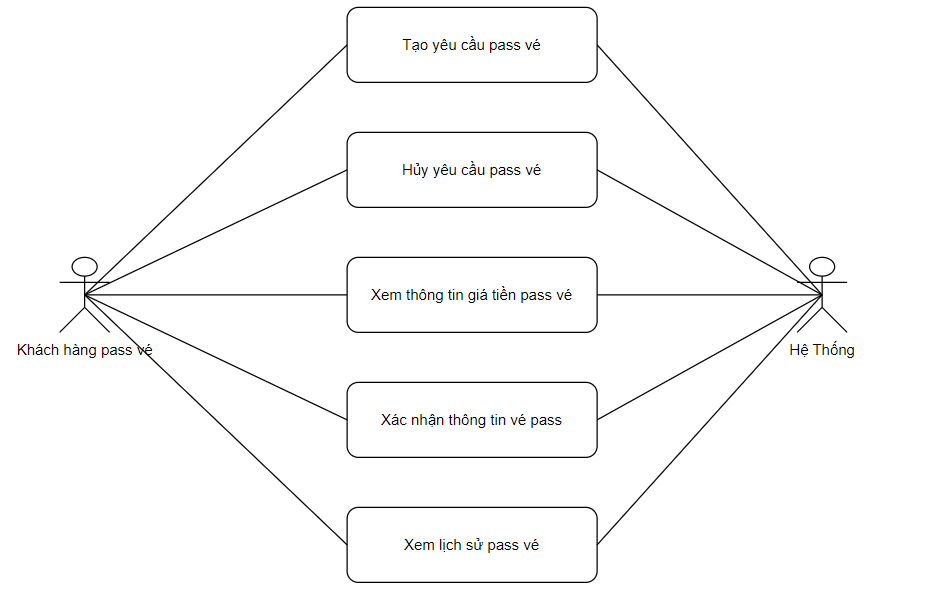 Tạo yêu cầu pass vé
Hủy yêu cầu pass vé
Xem thông tin giá tiền pass vé
Khách hàng pass vé
Hệ Thống
Xác nhận thông tin vé pass
Xem lịch sử pass vé